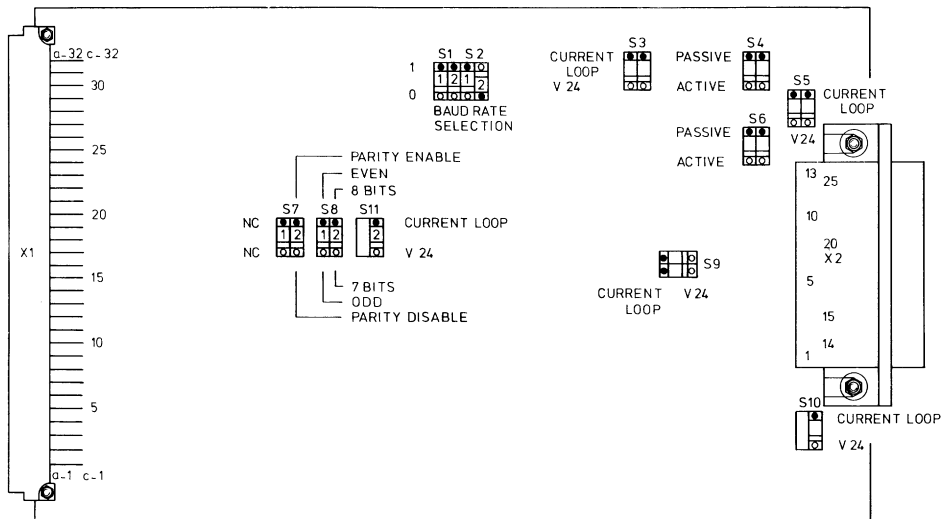 a-32 c-32
30
25
20
15
10
5
a-1 c-1
X1
S1 S2
1
0
1 2 1 2
BAUD RATE
SELECTION
S3
CURRENT
LOOP
V 24
S4
PASSIVE
ACTIVE
S5
CURRENT
LOOP
V24
S6
PASSIVE
ACTIVE
PARITY ENABLE
EVEN
8 BITS
S7 S8 S11
NC
1 2 1 2 2
CURRENT LOOP
NC
V 24
7 BITS
ODD
PARITY DISABLE
S9
CURRENT
LOOP
V 24
13 25
10
20
X2
5
15
14
1
S10
CURRENT LOOP
V 24